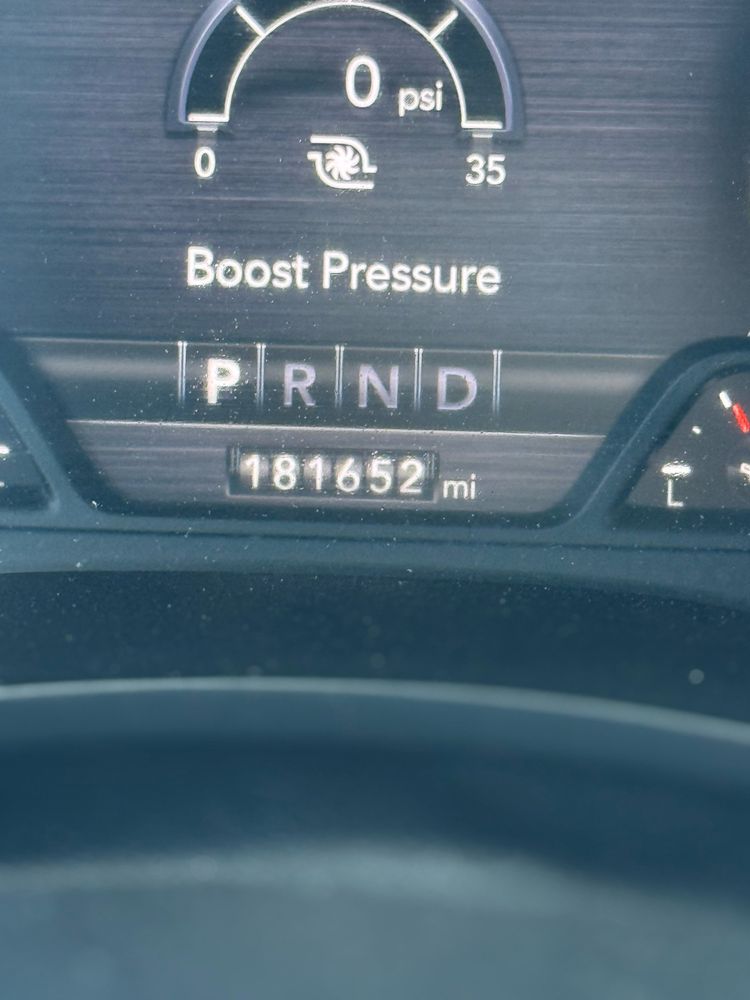 0 psi
0 35
Boost Pressure
P R N D
181652 mi
L